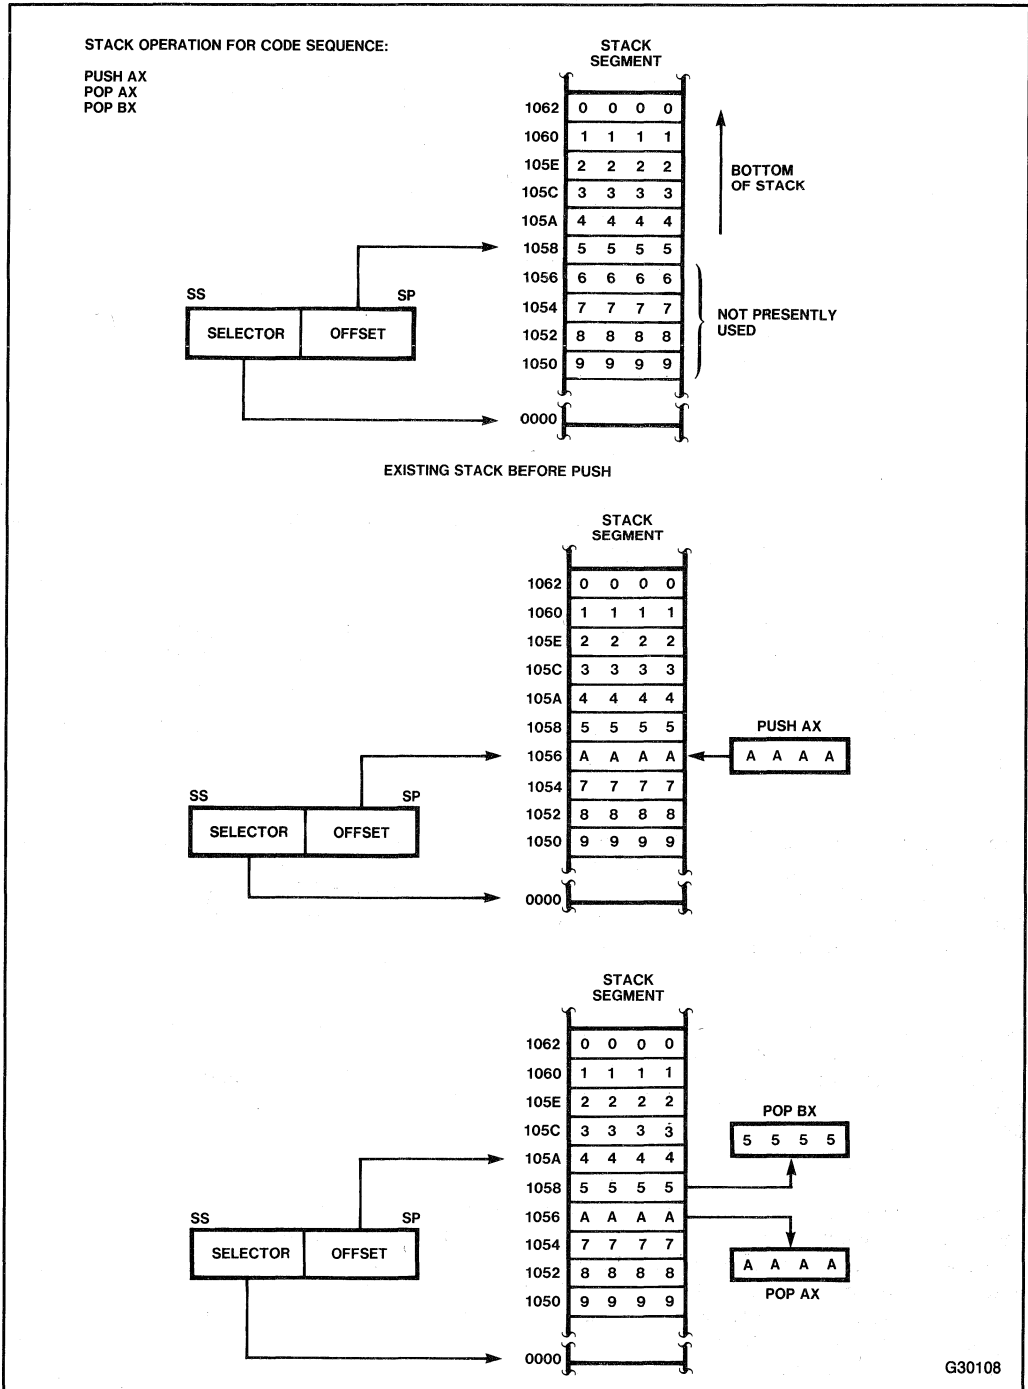 STACK OPERATION FOR CODE SEQUENCE:
PUSH AX
POP AX
POP BX
STACK
SEGMENT
1062 0 0 0 0
1060 1 1 1 1
105E 2 2 2 2
105C 3 3 3 3
105A 4 4 4 4
1058 5 5 5 5
1056 6 6 6 6
1054 7 7 7 7
1052 8 8 8 8
1050 9 9 9 9
0000
BOTTOM
OF STACK
NOT PRESENTLY
USED
SS SP
SELECTOR OFFSET
EXISTING STACK BEFORE PUSH
STACK
SEGMENT
1062 0 0 0 0
1060 1 1 1 1
105E 2 2 2 2
105C 3 3 3 3
105A 4 4 4 4
1058 5 5 5 5
1056 A A A A
1054 7 7 7 7
1052 8 8 8 8
1050 9 9 9 9
0000
PUSH AX
A A A A
SS SP
SELECTOR OFFSET
STACK
SEGMENT
1062 0 0 0 0
1060 1 1 1 1
105E 2 2 2 2
105C 3 3 3 3
105A 4 4 4 4
1058 5 5 5 5
1056 A A A A
1054 7 7 7 7
1052 8 8 8 8
1050 9 9 9 9
0000
POP BX
5 5 5 5
A A A A
POP AX
SS SP
SELECTOR OFFSET
G30108